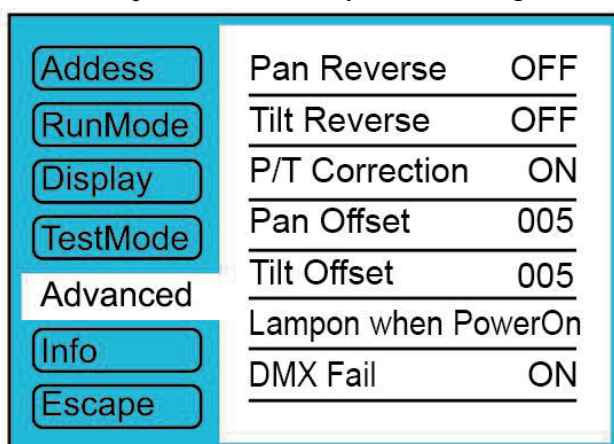 Addess
RunMode
Display
TestMode
Advanced
Info
Escape
Pan Reverse OFF
Tilt Reverse OFF
P/T Correction ON
Pan Offset 005
Tilt Offset 005
Lampon when PowerOn
DMX Fail ON